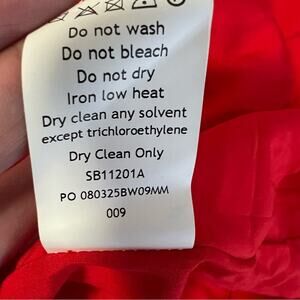 Do not wash
Do not bleach
Do not dry
Iron low heat
Dry clean any solvent
except trichloroethylene
Dry Clean Only
SB11201A
PO 080325BW09MM
009